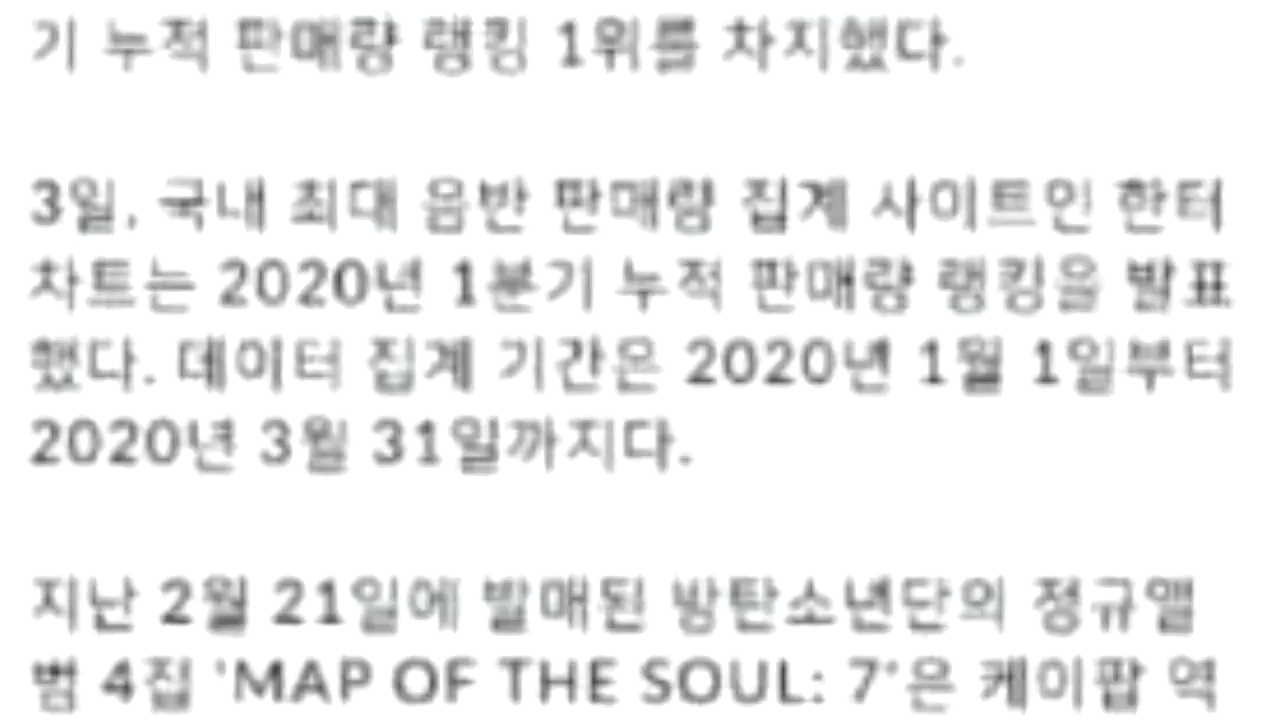 기 누적 판매량 랭킹 1위를 차지했다.
3일, 국내 최대 음반 판매량 집계 사이트인 한터
차트는 2020년 1분기 누적 판매량 랭킹을 발표
했다. 데이터 집계 기간은 2020년 1월 1일부터
2020년 3월 31일까지다.
지난 2월 21일에 발매된 방탄소년단의 정규앨
범 4집 'MAP OF THE SOUL: 7'은 케이팝 역